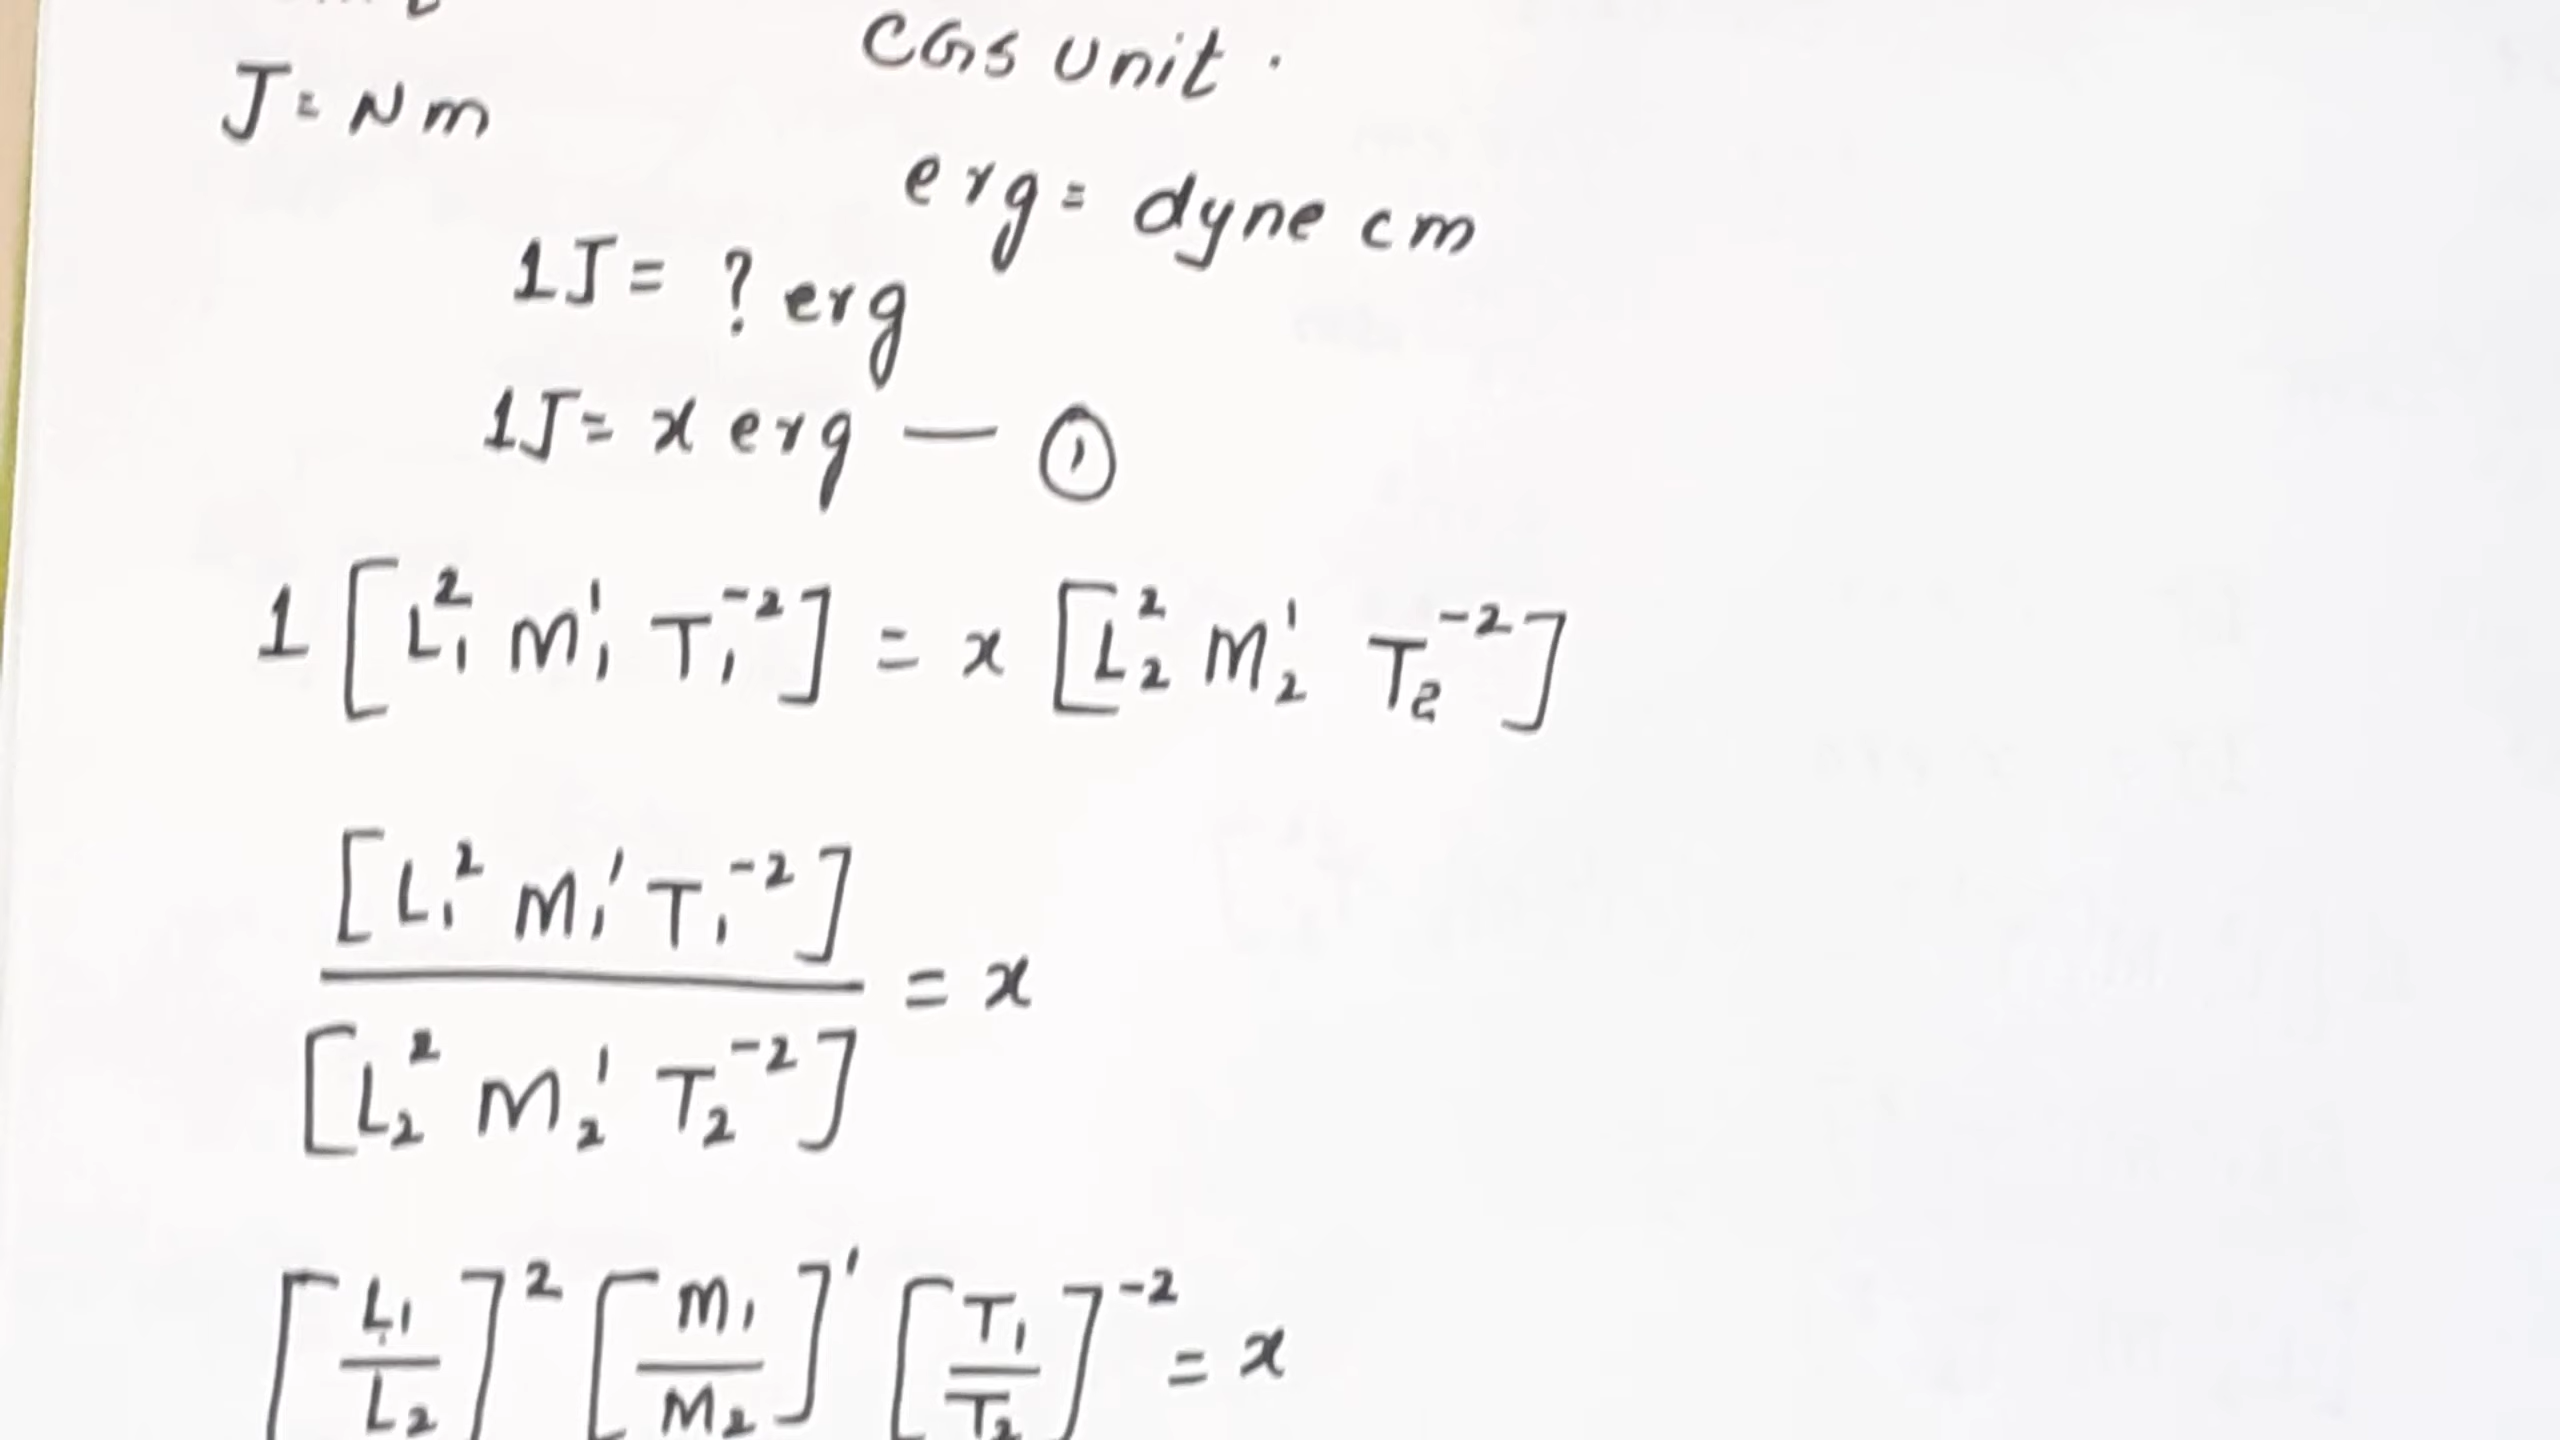 CGS unit.
J = Nm
erg = dyne cm
1J = ? erg
1J = x erg — ①
1 [L₁² M₁¹ T₁⁻²] = x [L₂² M₂¹ T₂⁻²]
[L₁² M₁¹ T₁⁻²]
= x
[L₂² M₂¹ T₂⁻²]
[L₁/L₂]² [M₁/M₂]¹ [T₁/T₂]⁻² = x